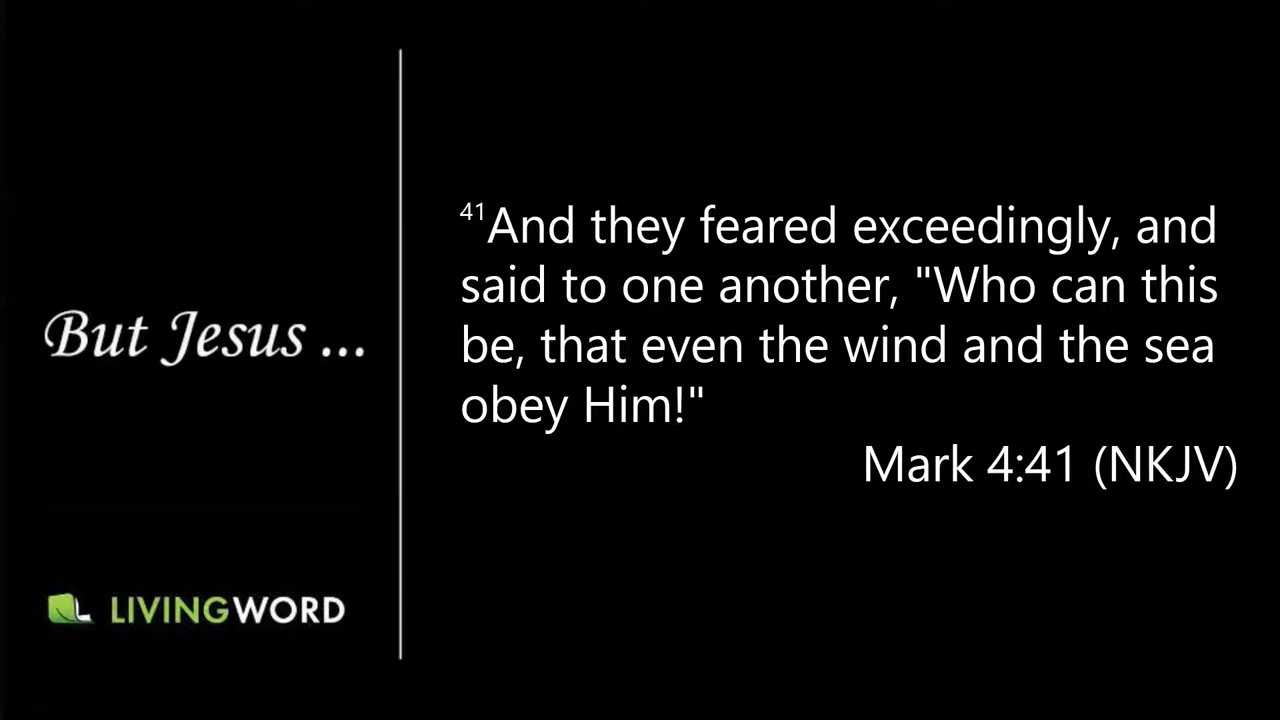 But Jesus ...
LIVINGWORD
⁴¹And they feared exceedingly, and
said to one another, "Who can this
be, that even the wind and the sea
obey Him!"
Mark 4:41 (NKJV)